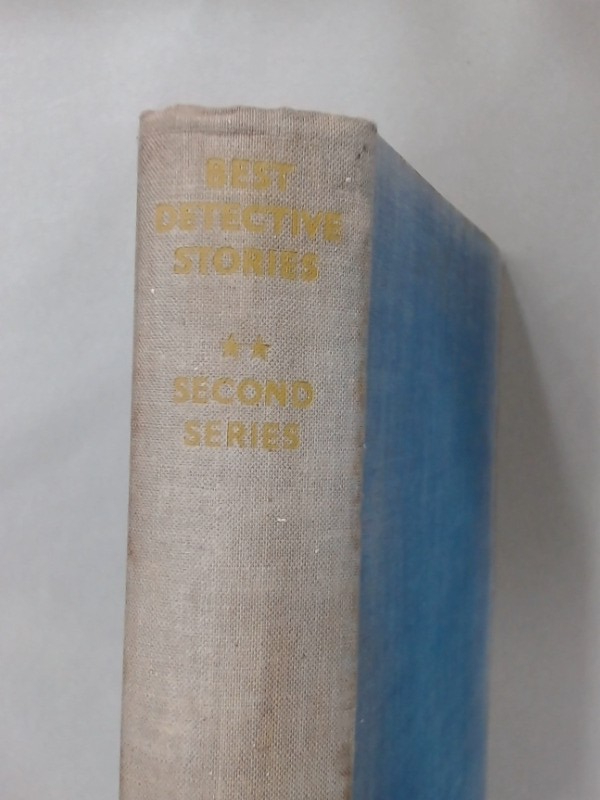 BEST
DETECTIVE
STORIES
★★
SECOND
SERIES